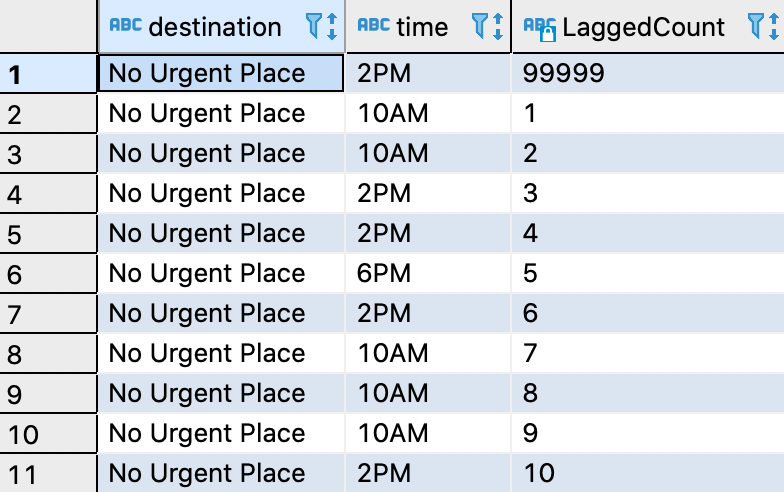 ABC destination ABC time ABC LaggedCount
1 No Urgent Place 2PM 99999
2 No Urgent Place 10AM 1
3 No Urgent Place 10AM 2
4 No Urgent Place 2PM 3
5 No Urgent Place 2PM 4
6 No Urgent Place 6PM 5
7 No Urgent Place 2PM 6
8 No Urgent Place 10AM 7
9 No Urgent Place 10AM 8
10 No Urgent Place 10AM 9
11 No Urgent Place 2PM 10